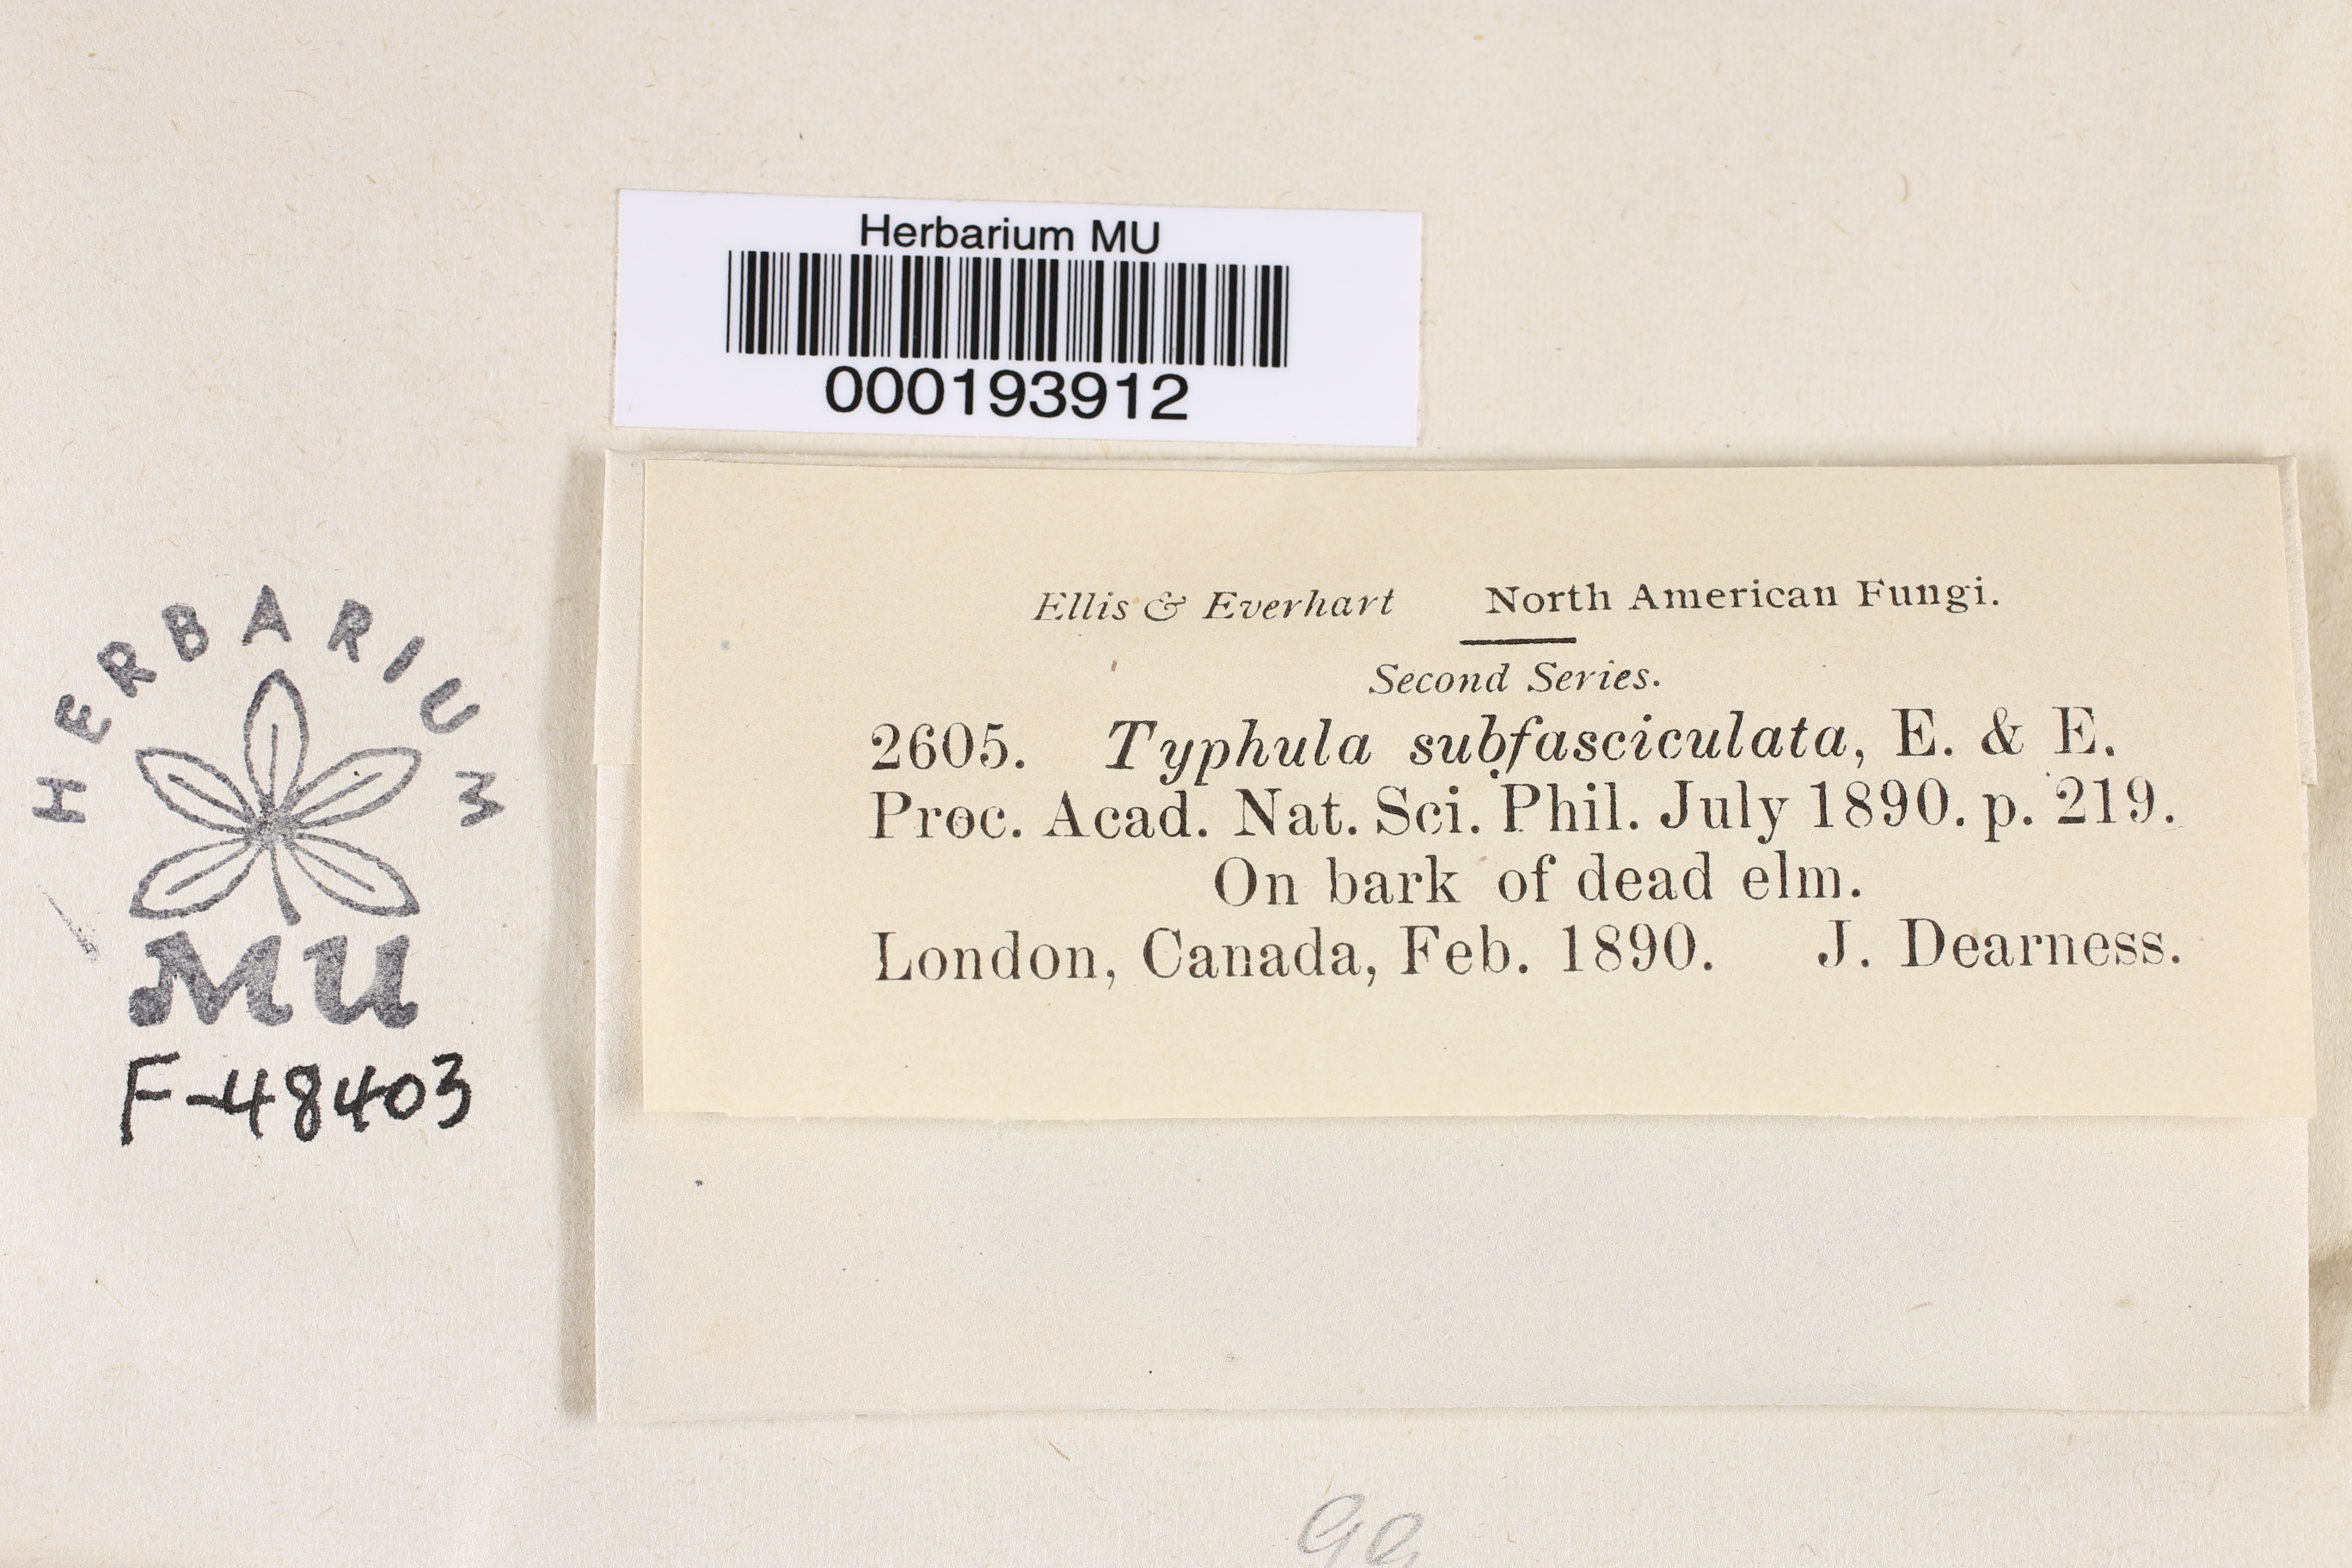 Herbarium MU
000193912
Ellis & Everhart North American Fungi.
Second Series.
2605. Typhula subfasciculata, E. & E.
Proc. Acad. Nat. Sci. Phil. July 1890. p. 219.
On bark of dead elm.
London, Canada, Feb. 1890. J. Dearness.
HERBARIUM
MU
F-48403